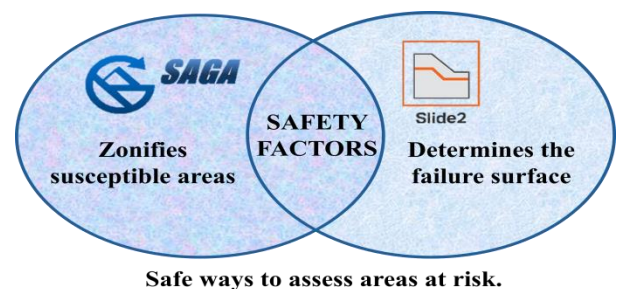 SAGA
Zonifies
susceptible areas
SAFETY
FACTORS
Slide2
Determines the
failure surface
Safe ways to assess areas at risk.